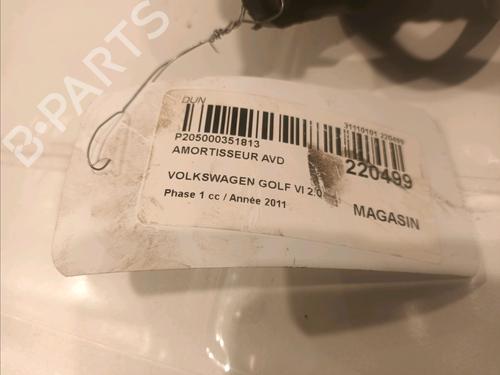 B-PARTS
DUN
P205000351813
31110101 220499
AMORTISSEUR AVD
220499
VOLKSWAGEN GOLF VI 2.0
Phase 1 cc / Année 2011
MAGASIN